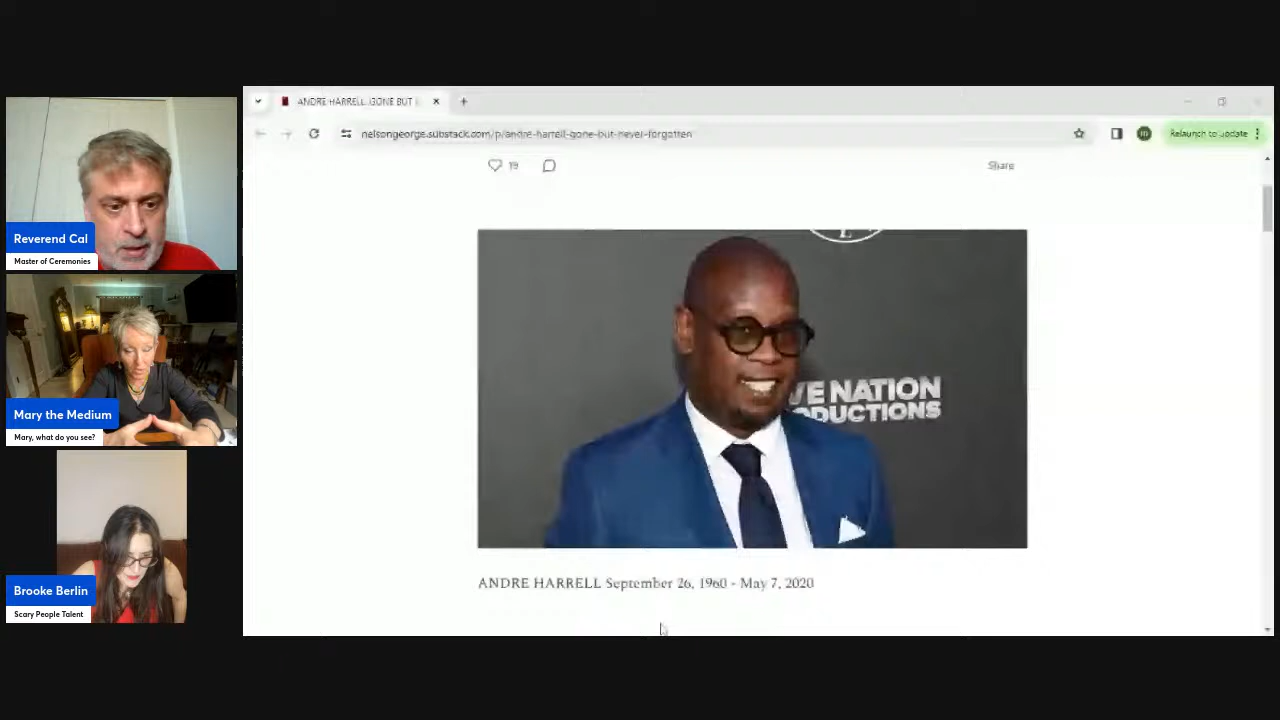 ANDRE HARRELL: GONE BUT
nelsongeorge.substack.com/p/andre-harrell-gone-but-never-forgotten
Relaunch to update
19
Share
L
VE NATION
ODUCTIONS
ANDRE HARRELL September 26, 1960 - May 7, 2020
Reverend Cal
Master of Ceremonies
Mary the Medium
Mary, what do you see?
Brooke Berlin
Scary People Talent